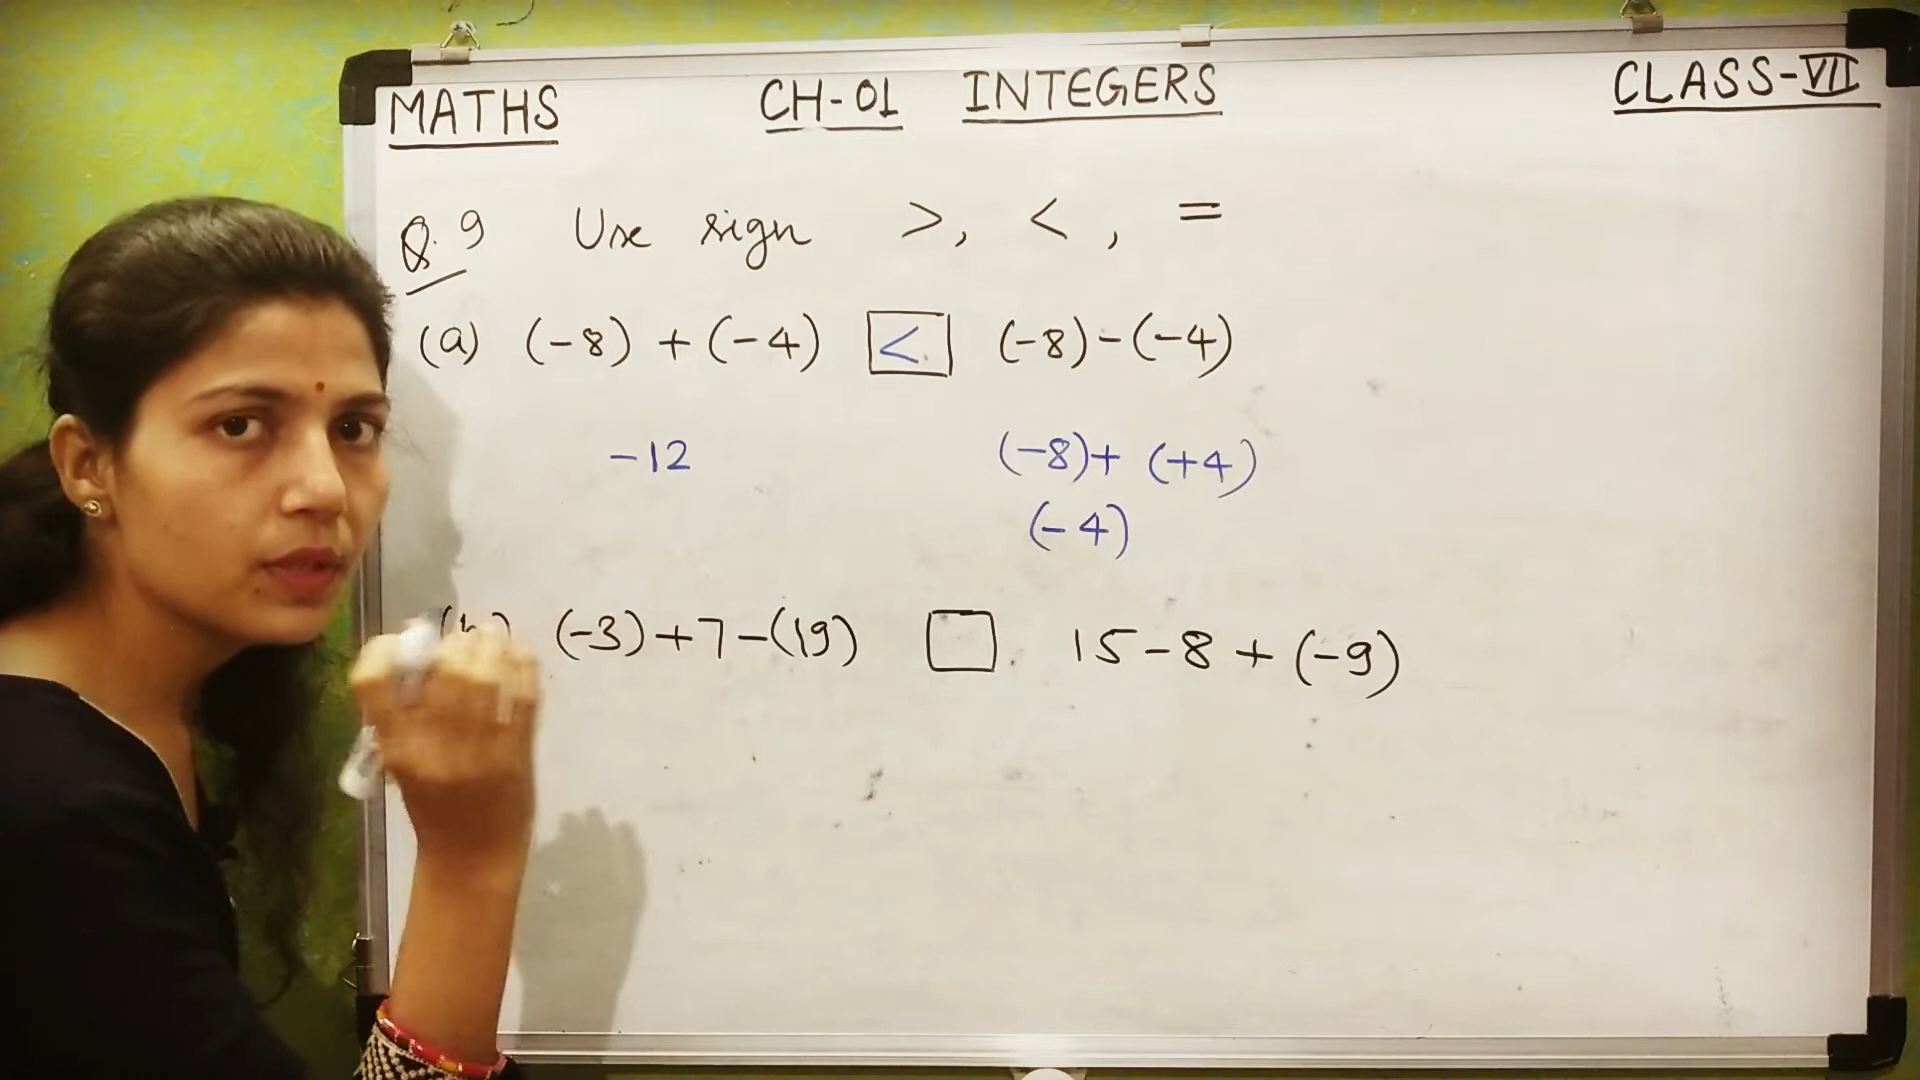 MATHS CH-01 INTEGERS CLASS-VII
Q.9 Use sign >, <, =
(a) (-8) + (-4) < (-8) - (-4)
-12 (-8) + (+4)
(-4)
(-3) + 7 - (19) □ 15 - 8 + (-9)